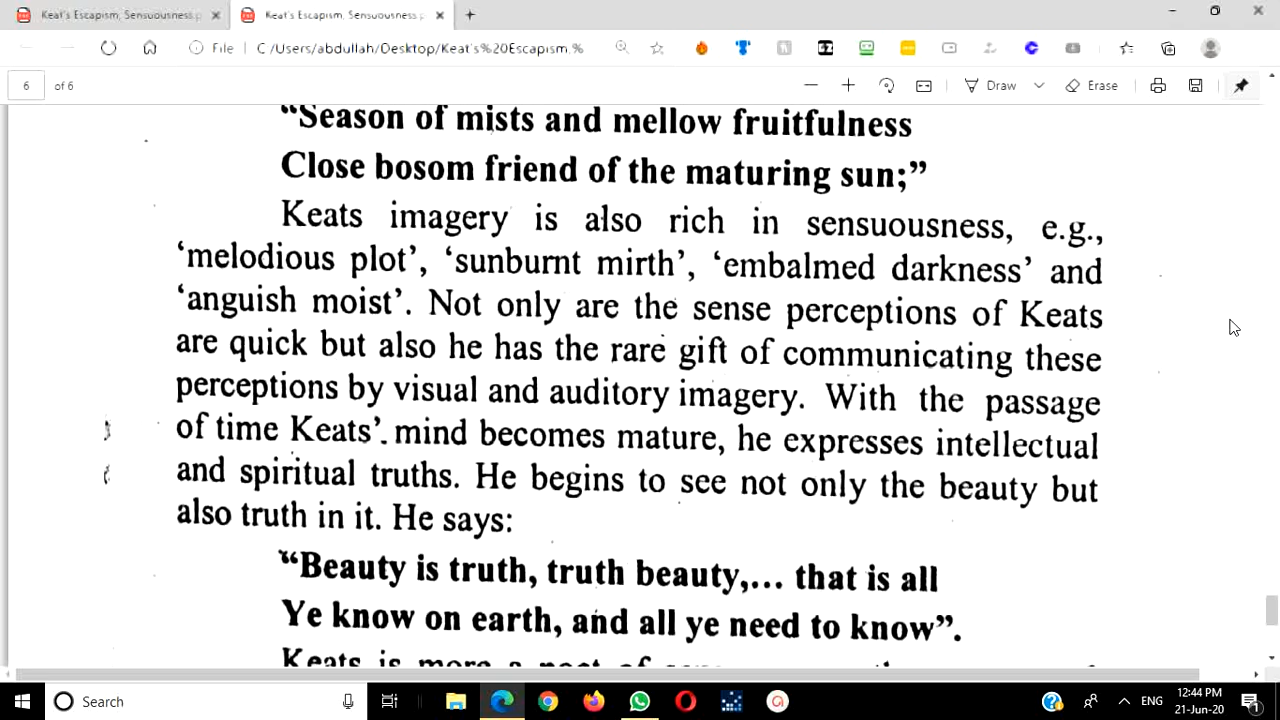 Keat's Escapism, Sensuousness.p
Keat's Escapism, Sensuousness.p
File
C:/Users/abdullah/Desktop/Keat's%20Escapism.%
6 of 6
Draw
Erase
“Season of mists and mellow fruitfulness
Close bosom friend of the maturing sun;”
Keats imagery is also rich in sensuousness, e.g.,
‘melodious plot’, ‘sunburnt mirth’, ‘embalmed darkness’ and
‘anguish moist’. Not only are the sense perceptions of Keats
are quick but also he has the rare gift of communicating these
perceptions by visual and auditory imagery. With the passage
of time Keats’ mind becomes mature, he expresses intellectual
and spiritual truths. He begins to see not only the beauty but
also truth in it. He says:
“Beauty is truth, truth beauty,... that is all
Ye know on earth, and all ye need to know”.
Keats is more a poet of
Search
ENG
12:44 PM
21-Jun-20